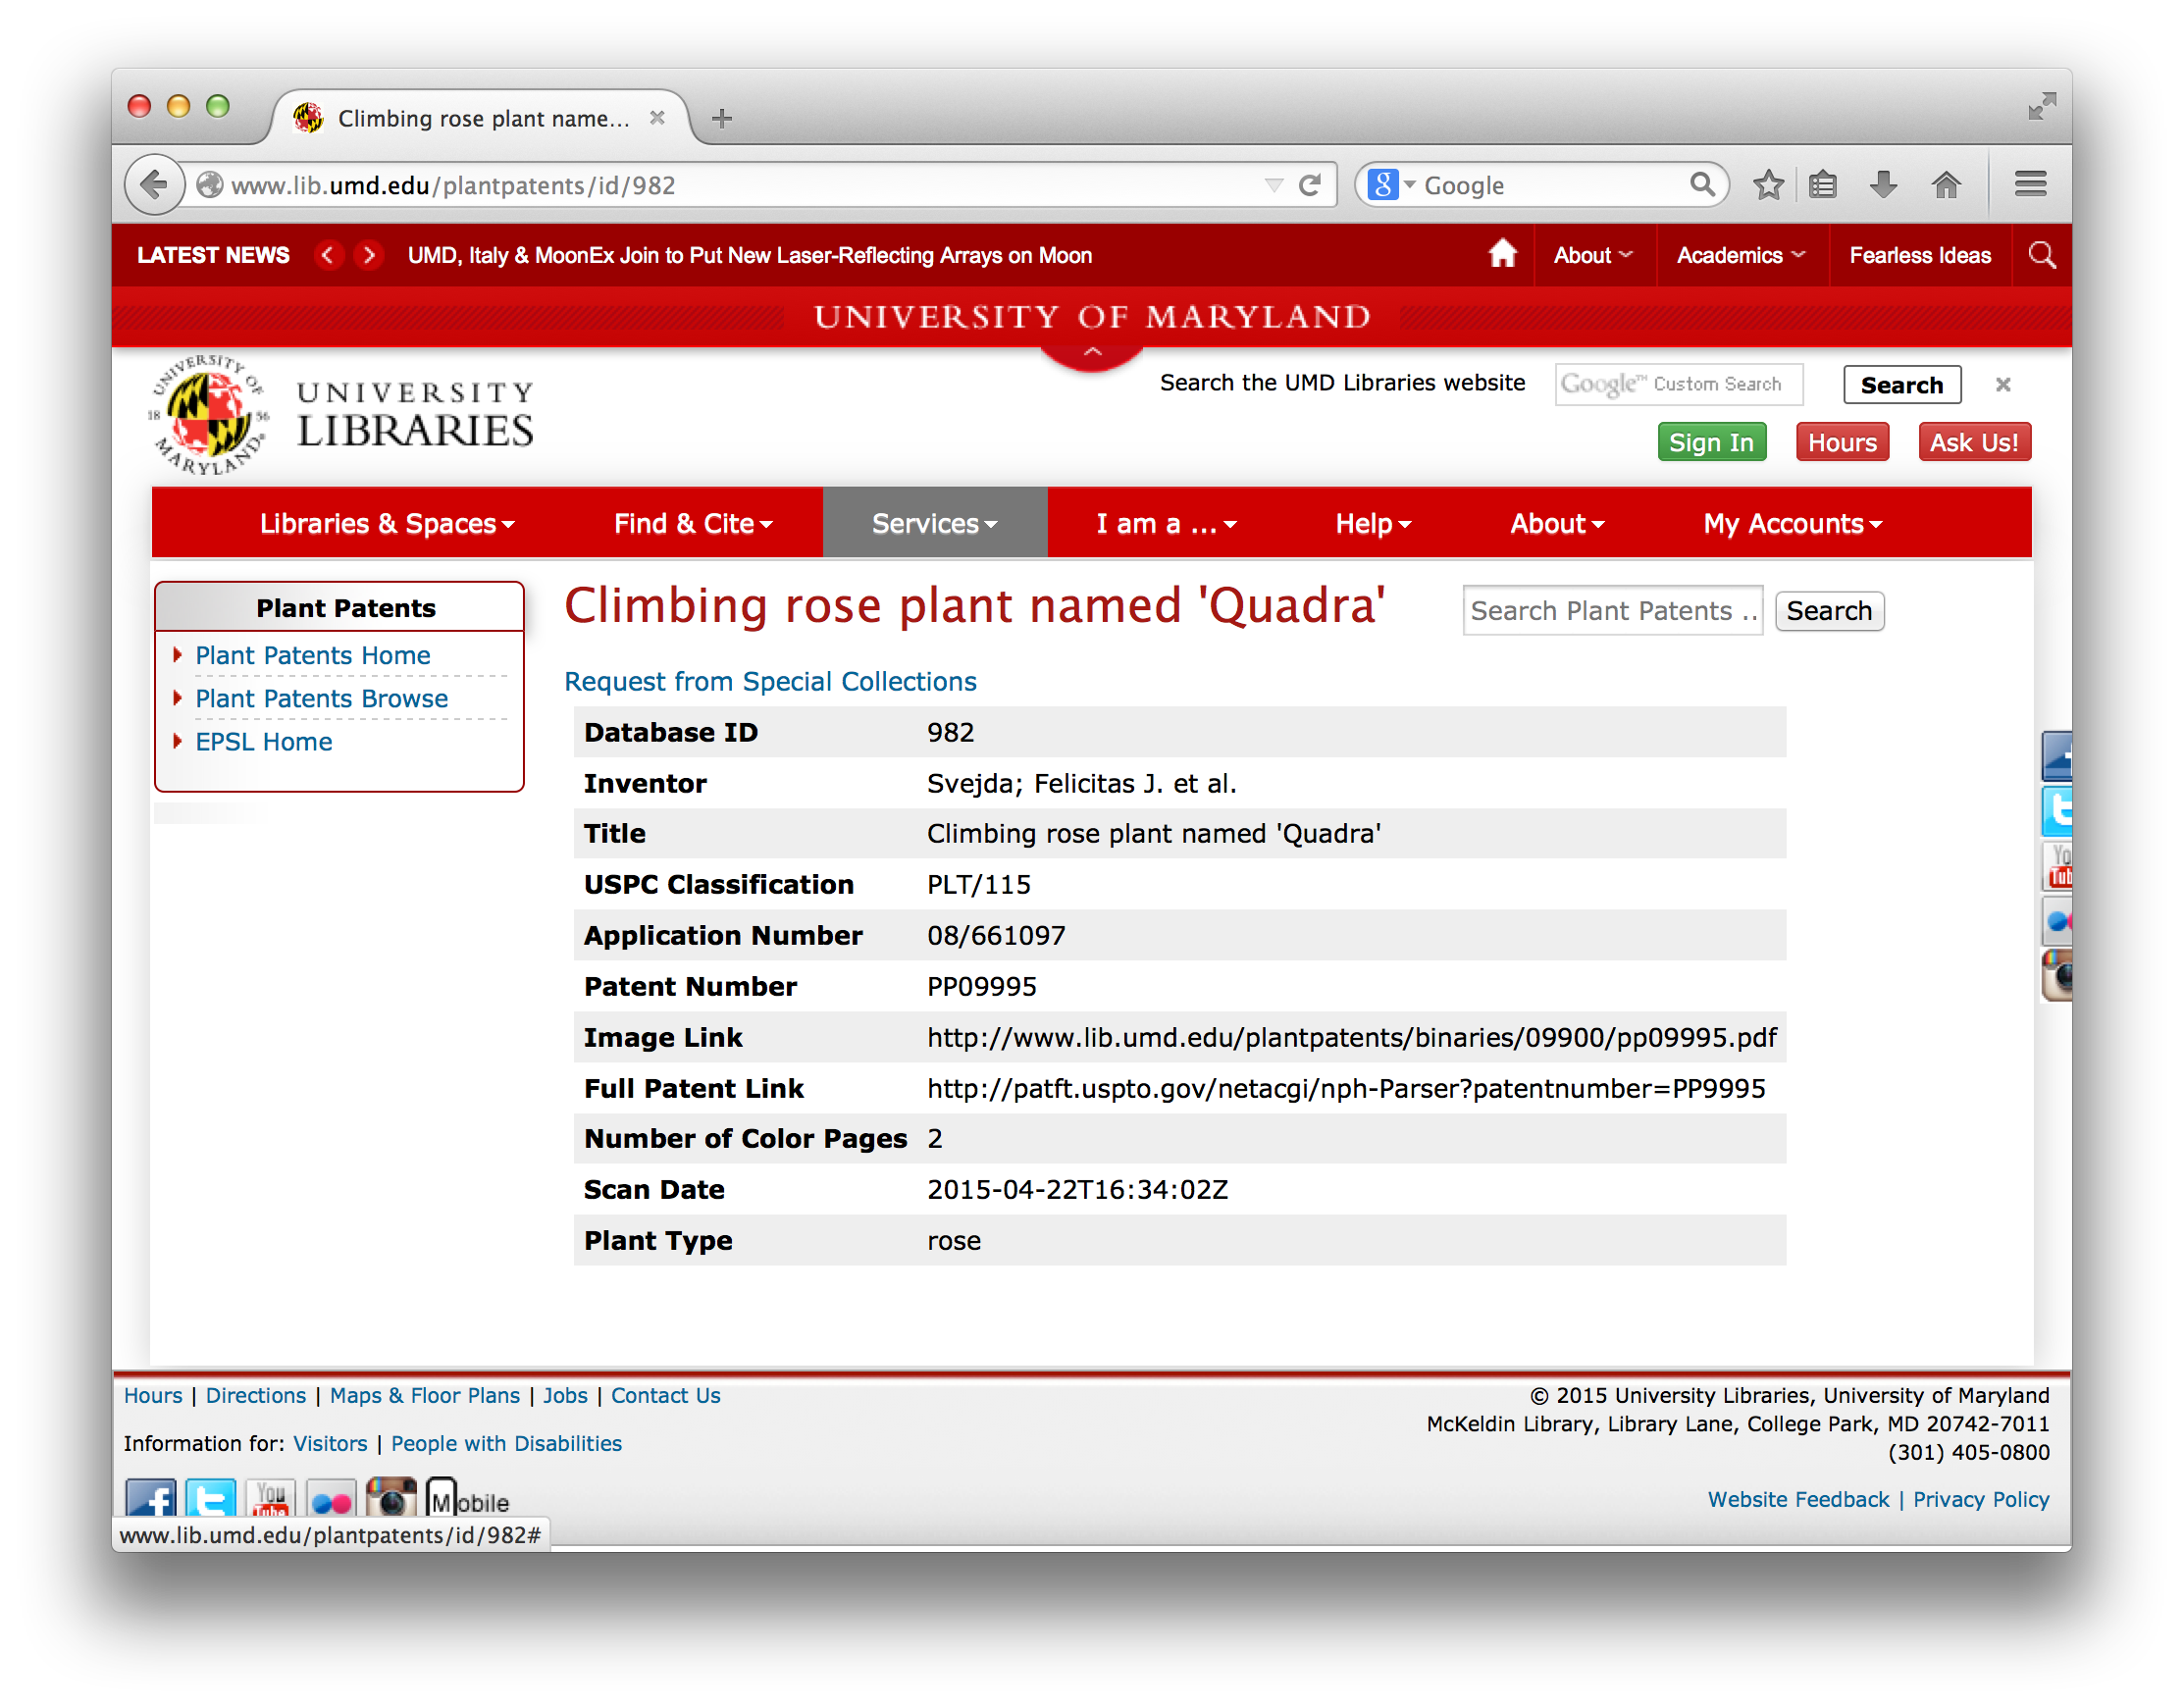 Climbing rose plant name...
www.lib.umd.edu/plantpatents/id/982
Google
LATEST NEWS
UMD, Italy & MoonEx Join to Put New Laser-Reflecting Arrays on Moon
About
Academics
Fearless Ideas
UNIVERSITY OF MARYLAND
UNIVERSITY OF MARYLAND
18 56
UNIVERSITY
LIBRARIES
Search the UMD Libraries website
Google™ Custom Search
Search
Sign In
Hours
Ask Us!
Libraries & Spaces
Find & Cite
Services
I am a ...
Help
About
My Accounts
Plant Patents
Plant Patents Home
Plant Patents Browse
EPSL Home
Climbing rose plant named 'Quadra'
Search Plant Patents ..
Search
Request from Special Collections
Database ID 982
Inventor Svejda; Felicitas J. et al.
Title Climbing rose plant named 'Quadra'
USPC Classification PLT/115
Application Number 08/661097
Patent Number PP09995
Image Link http://www.lib.umd.edu/plantpatents/binaries/09900/pp09995.pdf
Full Patent Link http://patft.uspto.gov/netacgi/nph-Parser?patentnumber=PP9995
Number of Color Pages 2
Scan Date 2015-04-22T16:34:02Z
Plant Type rose
Hours | Directions | Maps & Floor Plans | Jobs | Contact Us
Information for: Visitors | People with Disabilities
You
Tube
Mobile
© 2015 University Libraries, University of Maryland
McKeldin Library, Library Lane, College Park, MD 20742-7011
(301) 405-0800
Website Feedback | Privacy Policy
www.lib.umd.edu/plantpatents/id/982#